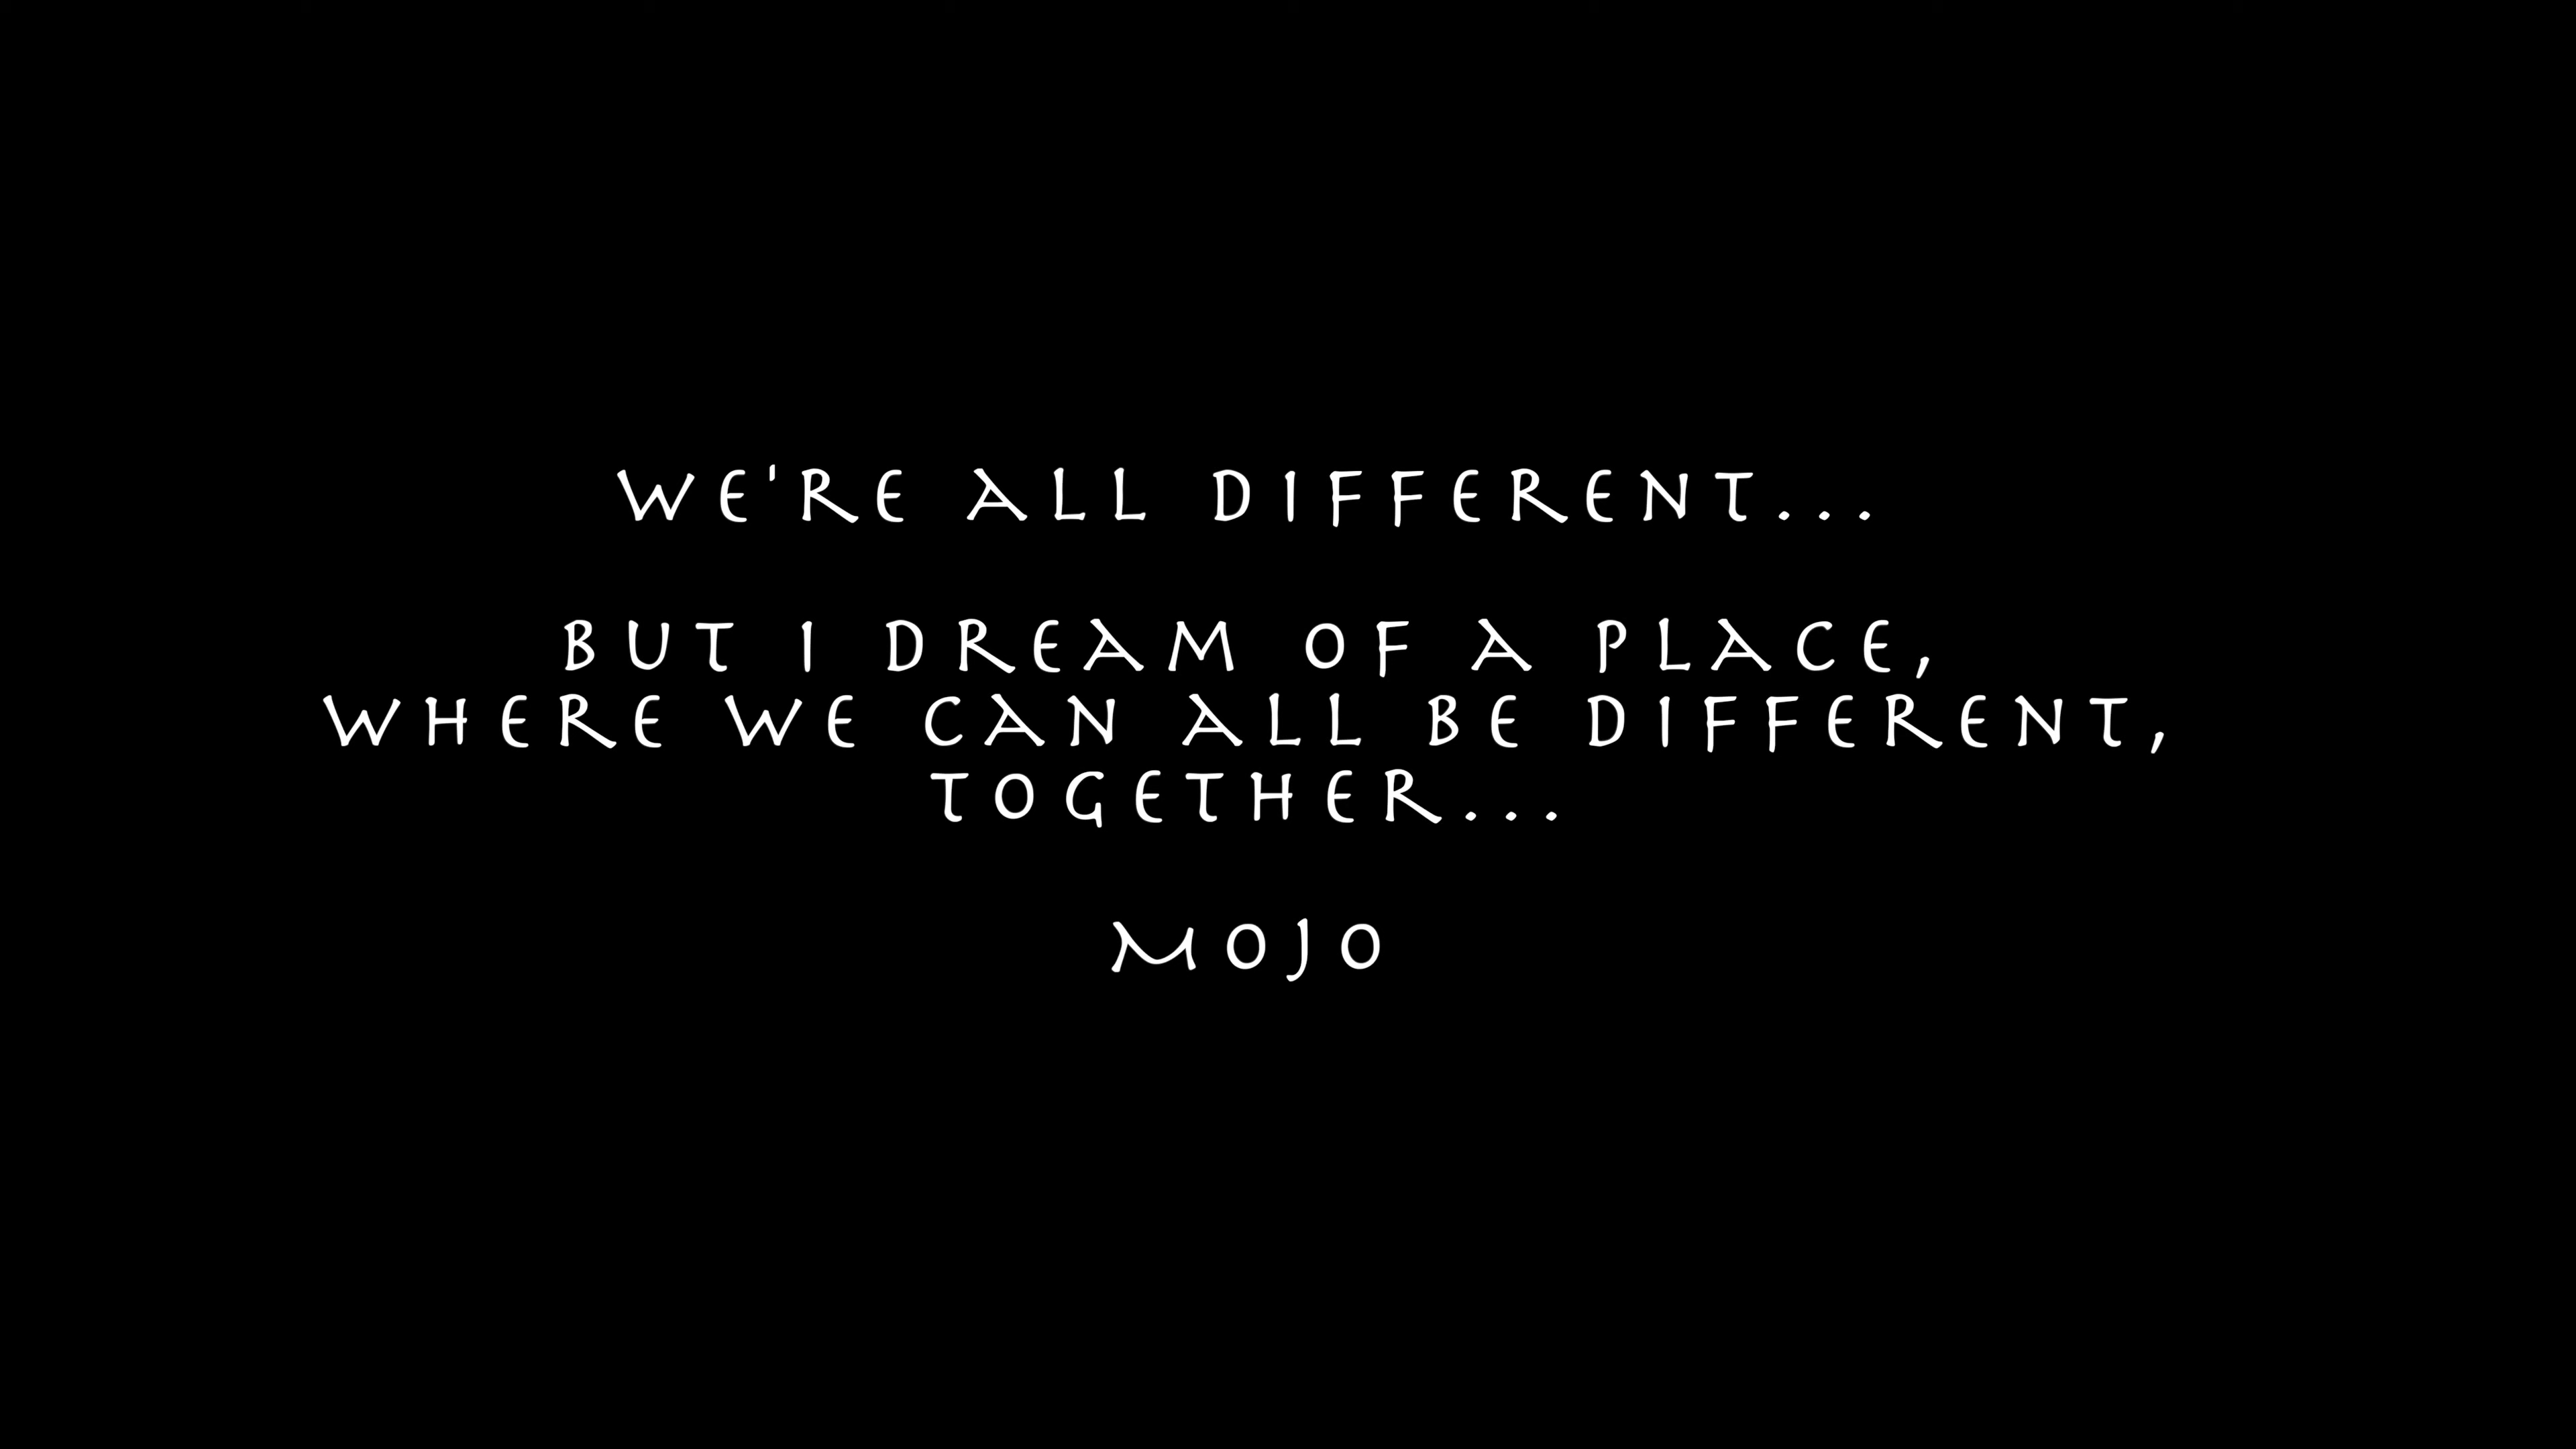 WE'RE ALL DIFFERENT...
BUT I DREAM OF A PLACE,
WHERE WE CAN ALL BE DIFFERENT,
TOGETHER...
MOJO